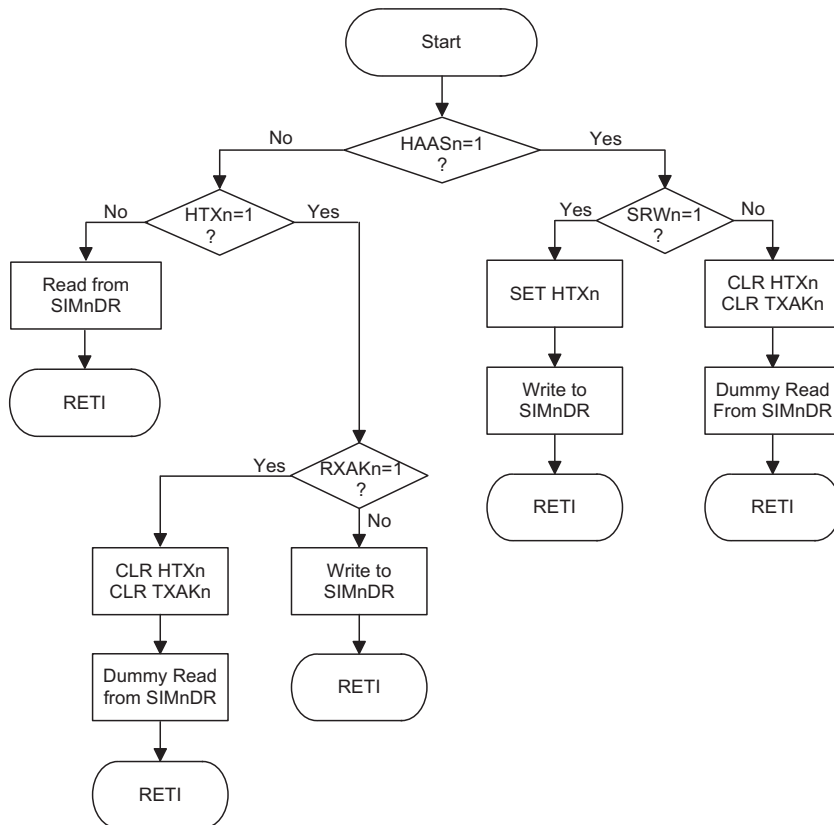 Start
No
HAASn=1
?
Yes
No
HTXn=1
?
Yes
Yes
SRWn=1
?
No
Read from
SIMnDR
SET HTXn
CLR HTXn
CLR TXAKn
RETI
Write to
SIMnDR
Dummy Read
From SIMnDR
Yes
RXAKn=1
?
No
RETI
RETI
CLR HTXn
CLR TXAKn
Write to
SIMnDR
Dummy Read
from SIMnDR
RETI
RETI